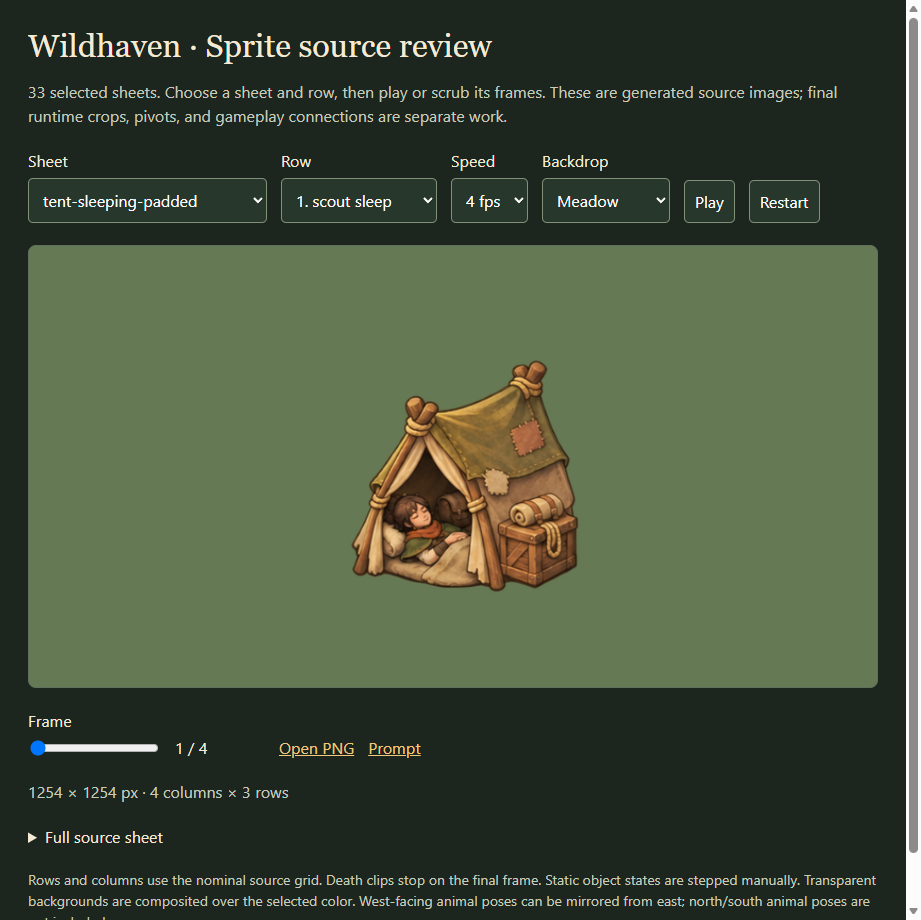 Wildhaven · Sprite source review
33 selected sheets. Choose a sheet and row, then play or scrub its frames. These are generated source images; final
runtime crops, pivots, and gameplay connections are separate work.
Sheet Row Speed Backdrop
tent-sleeping-padded 1. scout sleep 4 fps Meadow Play Restart
Frame
1 / 4 Open PNG Prompt
1254 × 1254 px · 4 columns × 3 rows
Full source sheet
Rows and columns use the nominal source grid. Death clips stop on the final frame. Static object states are stepped manually. Transparent
backgrounds are composited over the selected color. West-facing animal poses can be mirrored from east; north/south animal poses are